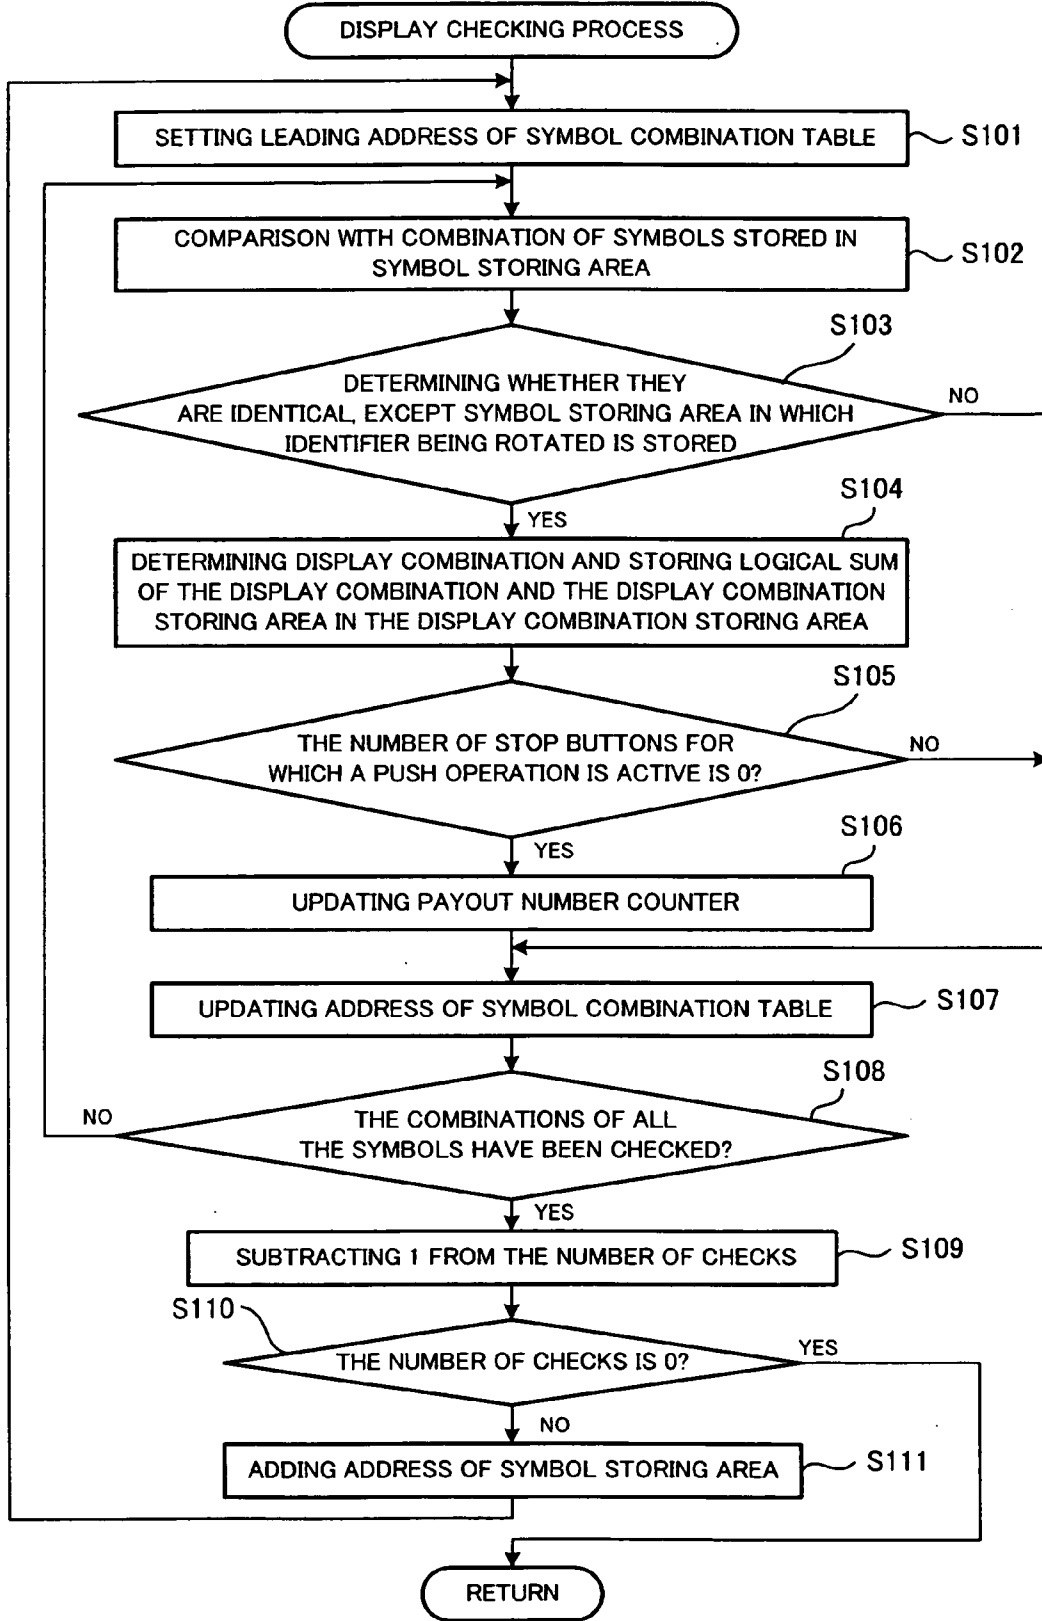 DISPLAY CHECKING PROCESS
SETTING LEADING ADDRESS OF SYMBOL COMBINATION TABLE
S101
COMPARISON WITH COMBINATION OF SYMBOLS STORED IN
SYMBOL STORING AREA
S102
S103
DETERMINING WHETHER THEY
ARE IDENTICAL, EXCEPT SYMBOL STORING AREA IN WHICH
IDENTIFIER BEING ROTATED IS STORED
NO
YES
S104
DETERMINING DISPLAY COMBINATION AND STORING LOGICAL SUM
OF THE DISPLAY COMBINATION AND THE DISPLAY COMBINATION
STORING AREA IN THE DISPLAY COMBINATION STORING AREA
S105
THE NUMBER OF STOP BUTTONS FOR
WHICH A PUSH OPERATION IS ACTIVE IS 0?
NO
YES
S106
UPDATING PAYOUT NUMBER COUNTER
UPDATING ADDRESS OF SYMBOL COMBINATION TABLE
S107
S108
NO
THE COMBINATIONS OF ALL
THE SYMBOLS HAVE BEEN CHECKED?
YES
SUBTRACTING 1 FROM THE NUMBER OF CHECKS
S109
S110
THE NUMBER OF CHECKS IS 0?
YES
NO
ADDING ADDRESS OF SYMBOL STORING AREA
S111
RETURN